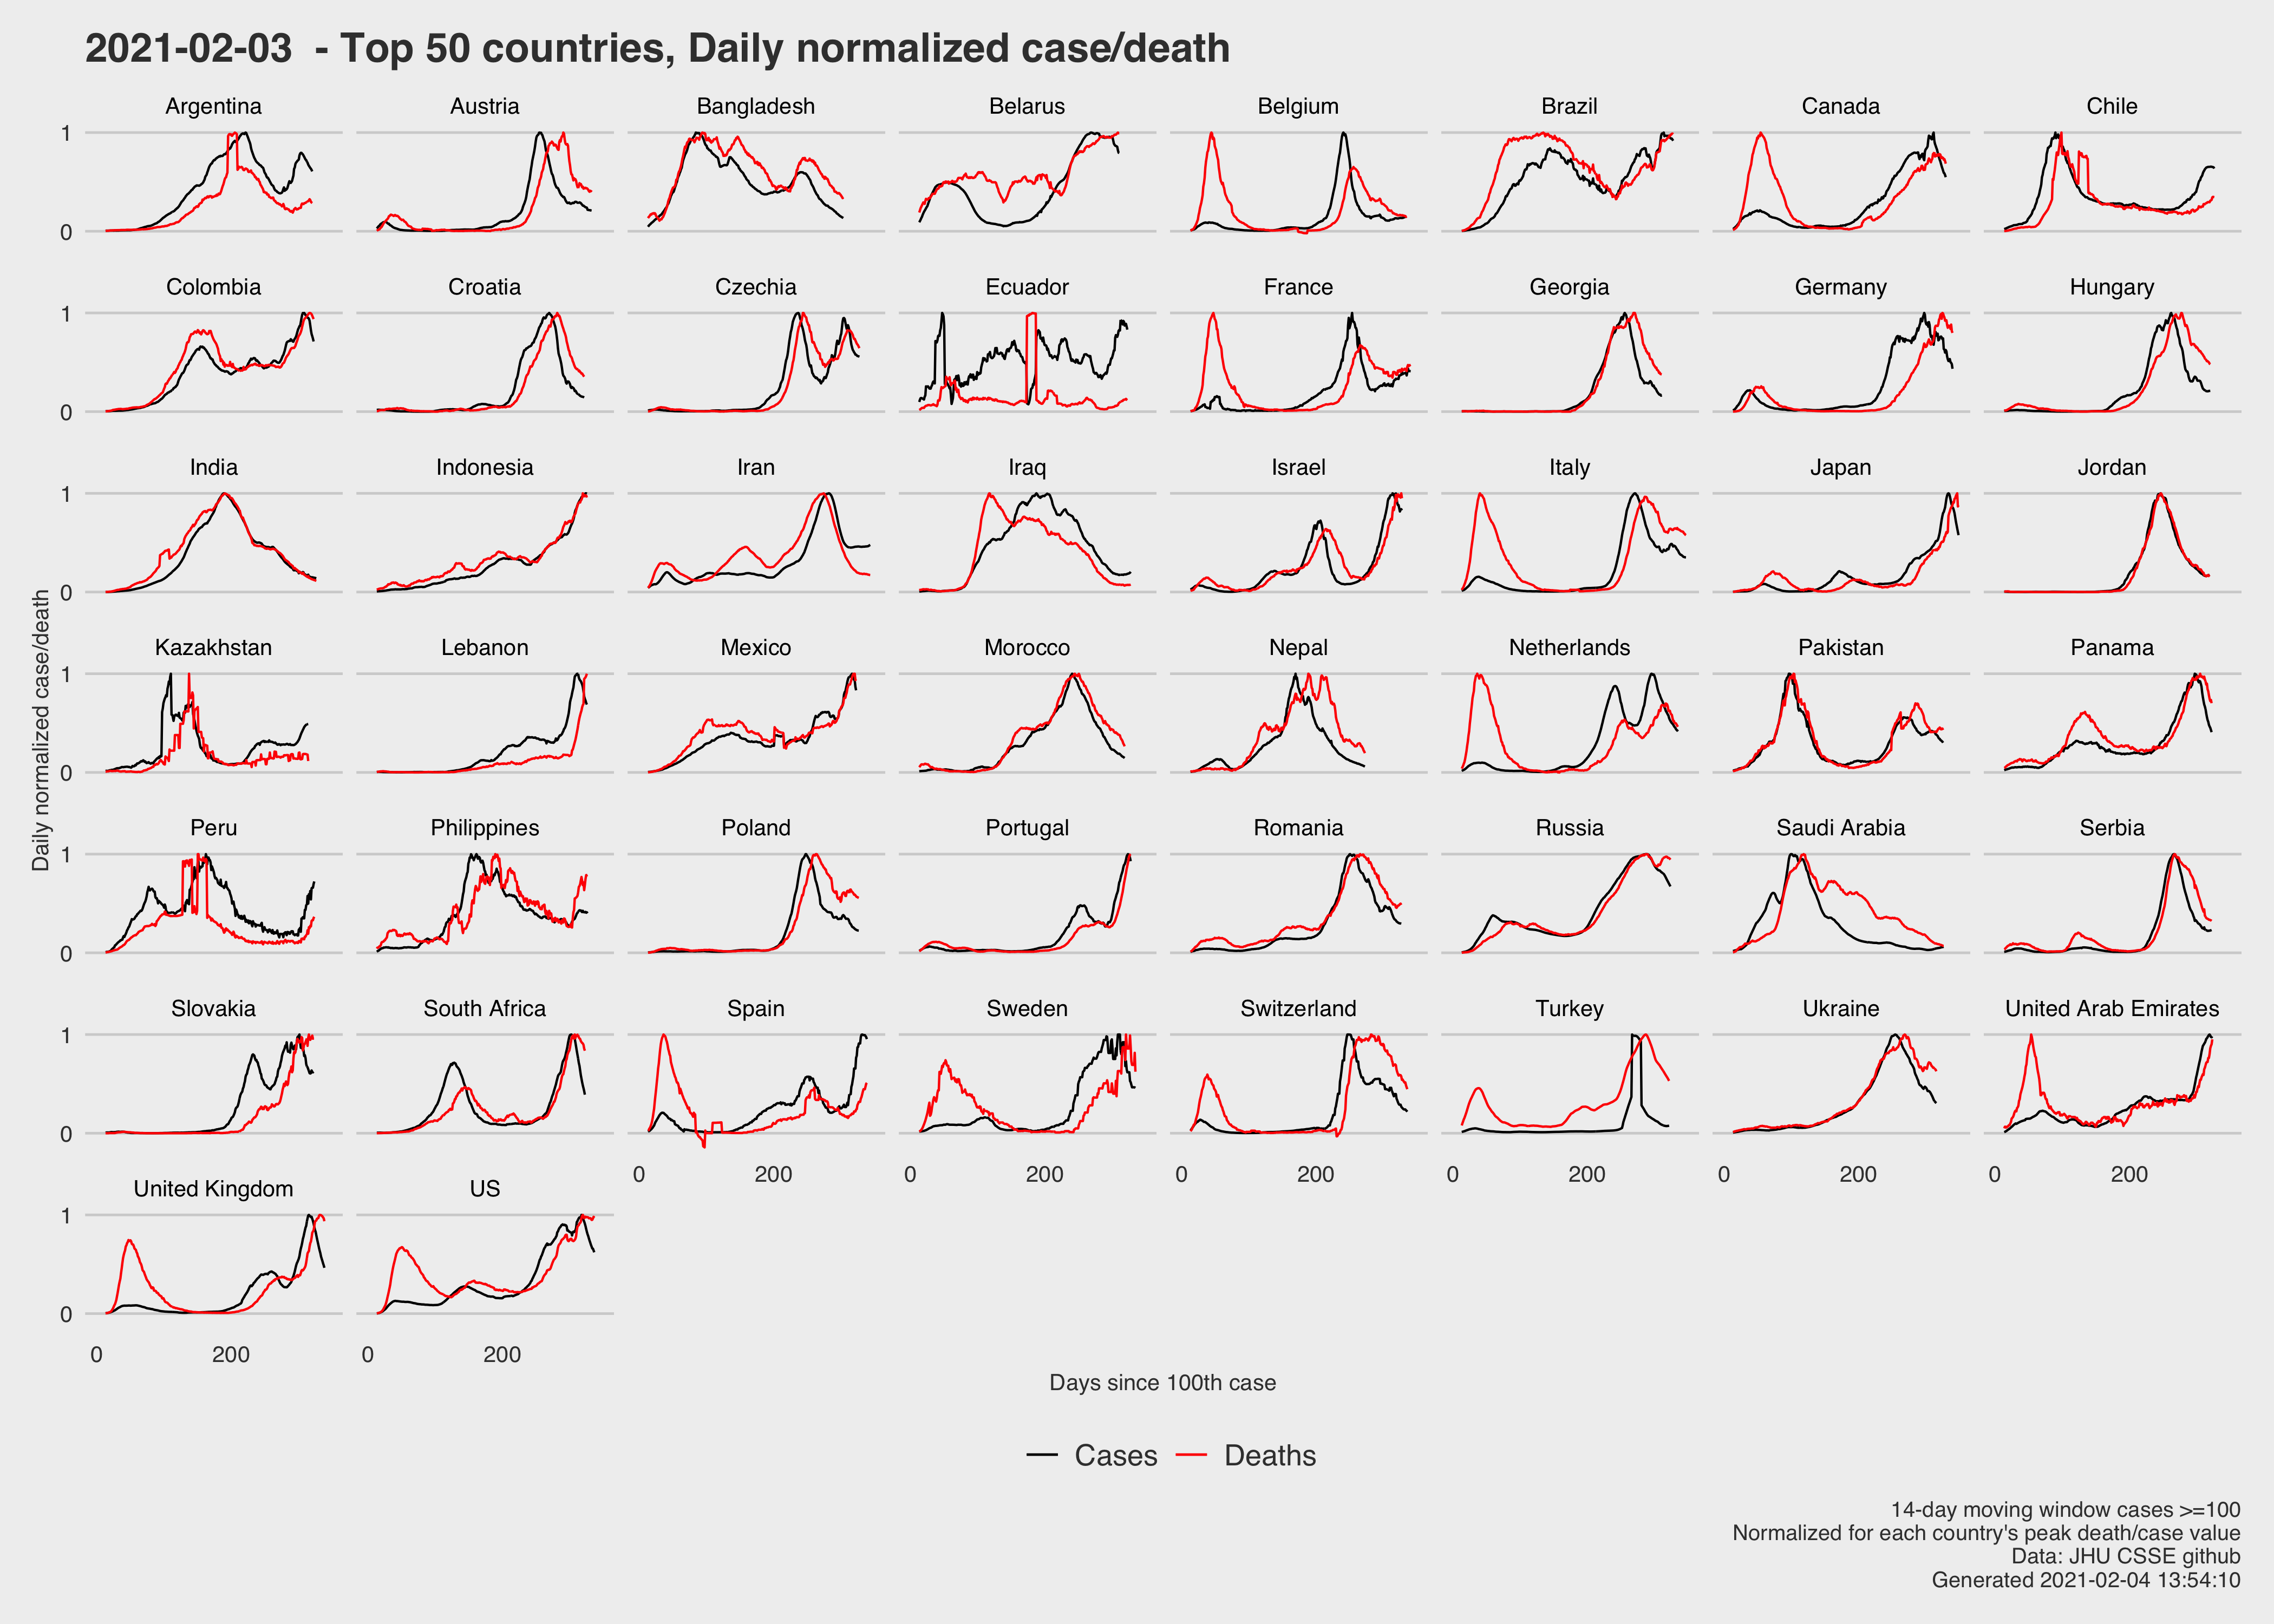 2021-02-03 - Top 50 countries, Daily normalized case/death
Argentina Austria Bangladesh Belarus Belgium Brazil Canada Chile
1
0
Colombia Croatia Czechia Ecuador France Georgia Germany Hungary
1
0
India Indonesia Iran Iraq Israel Italy Japan Jordan
1
0
Daily normalized case/death
Kazakhstan Lebanon Mexico Morocco Nepal Netherlands Pakistan Panama
1
0
Peru Philippines Poland Portugal Romania Russia Saudi Arabia Serbia
1
0
Slovakia South Africa Spain Sweden Switzerland Turkey Ukraine United Arab Emirates
1
0
0 200 0 200 0 200 0 200 0 200 0 200
United Kingdom US
1
0
0 200 0 200
Days since 100th case
Cases Deaths
14-day moving window cases >=100
Normalized for each country's peak death/case value
Data: JHU CSSE github
Generated 2021-02-04 13:54:10